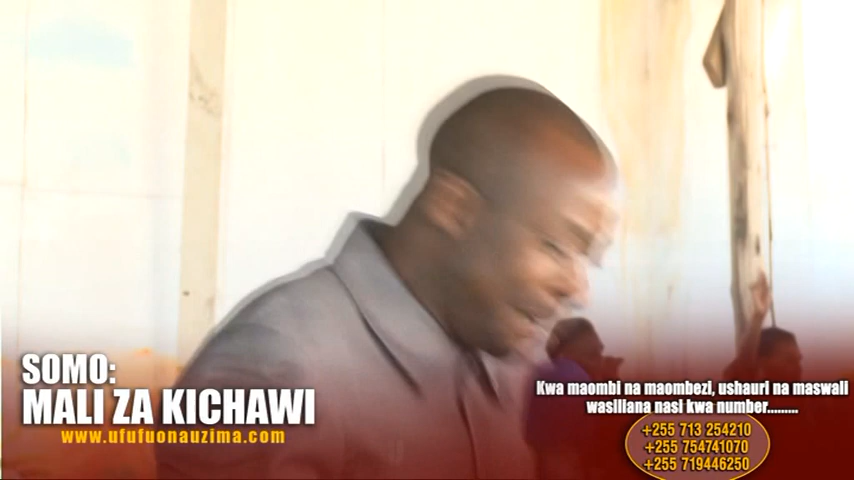 SOMO:
MALI ZA KICHAWI
www.ufufuonauzima.com
Kwa maombi na maombezi, ushauri na maswali
wasiliana nasi kwa number.........
+255 713 254210
+255 754741070
+255 719446250